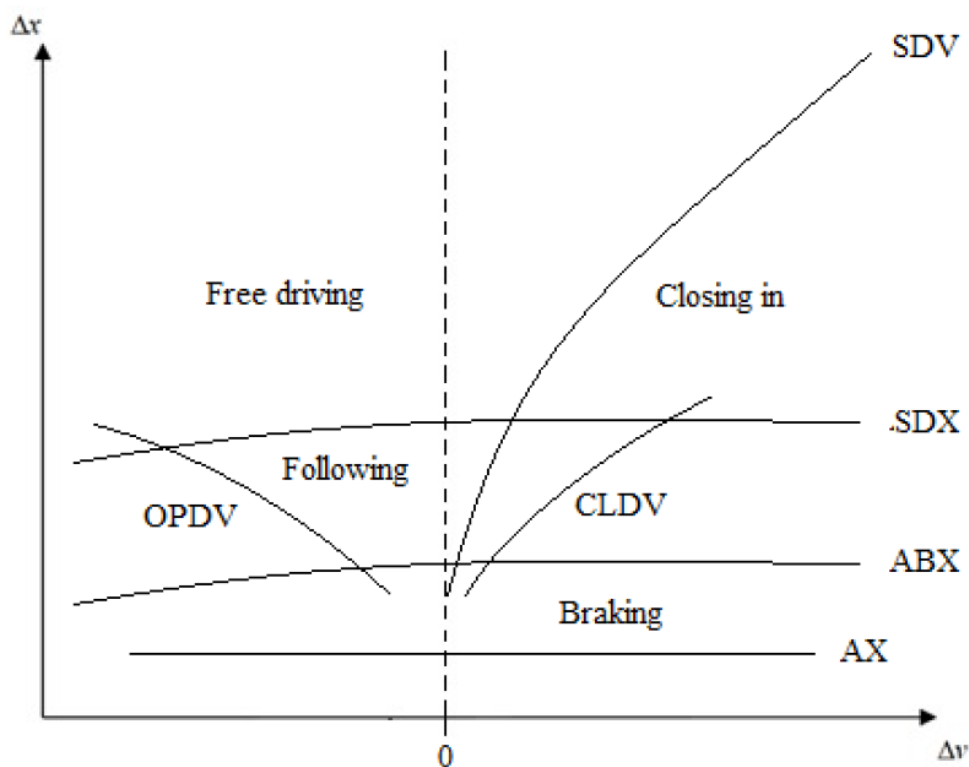 Δx
SDV
Free driving
Closing in
SDX
Following
OPDV
CLDV
ABX
Braking
AX
0
Δv